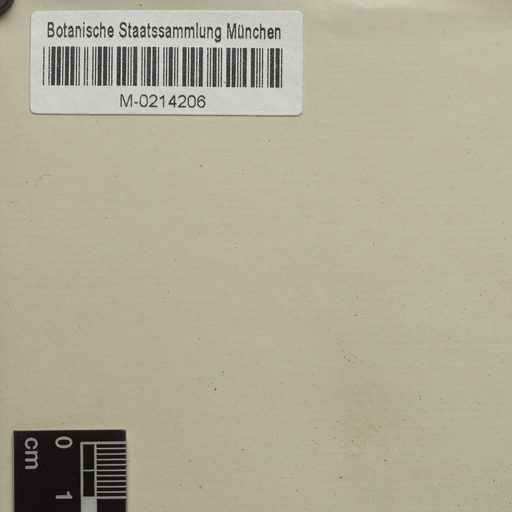 Botanische Staatssammlung München
M-0214206
cm
0
1